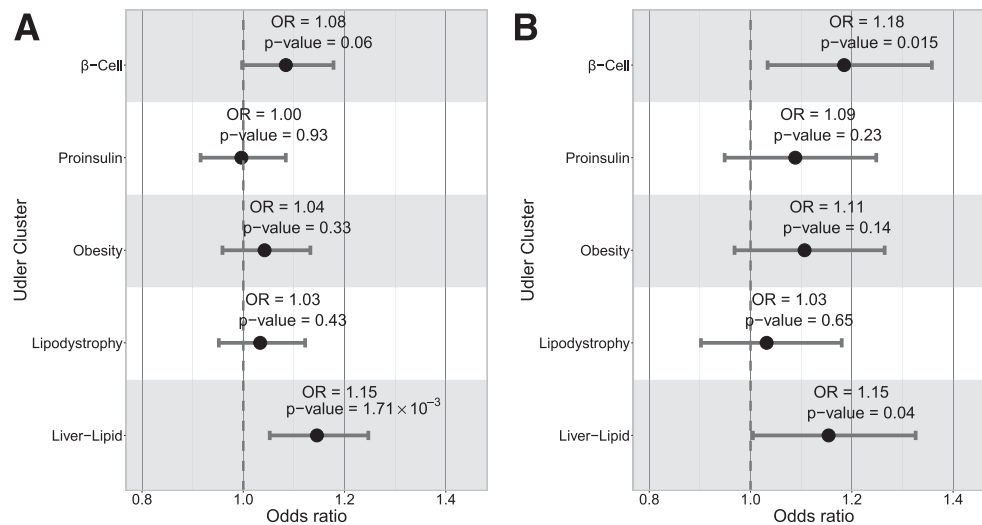 A
Udler Cluster
β−Cell
OR = 1.08
p−value = 0.06
Proinsulin
OR = 1.00
p−value = 0.93
Obesity
OR = 1.04
p−value = 0.33
Lipodystrophy
OR = 1.03
p−value = 0.43
Liver−Lipid
OR = 1.15
p−value = 1.71 × 10⁻³
0.8 1.0 1.2 1.4
Odds ratio
B
Udler Cluster
β−Cell
OR = 1.18
p−value = 0.015
Proinsulin
OR = 1.09
p−value = 0.23
Obesity
OR = 1.11
p−value = 0.14
Lipodystrophy
OR = 1.03
p−value = 0.65
Liver−Lipid
OR = 1.15
p−value = 0.04
0.8 1.0 1.2 1.4
Odds ratio